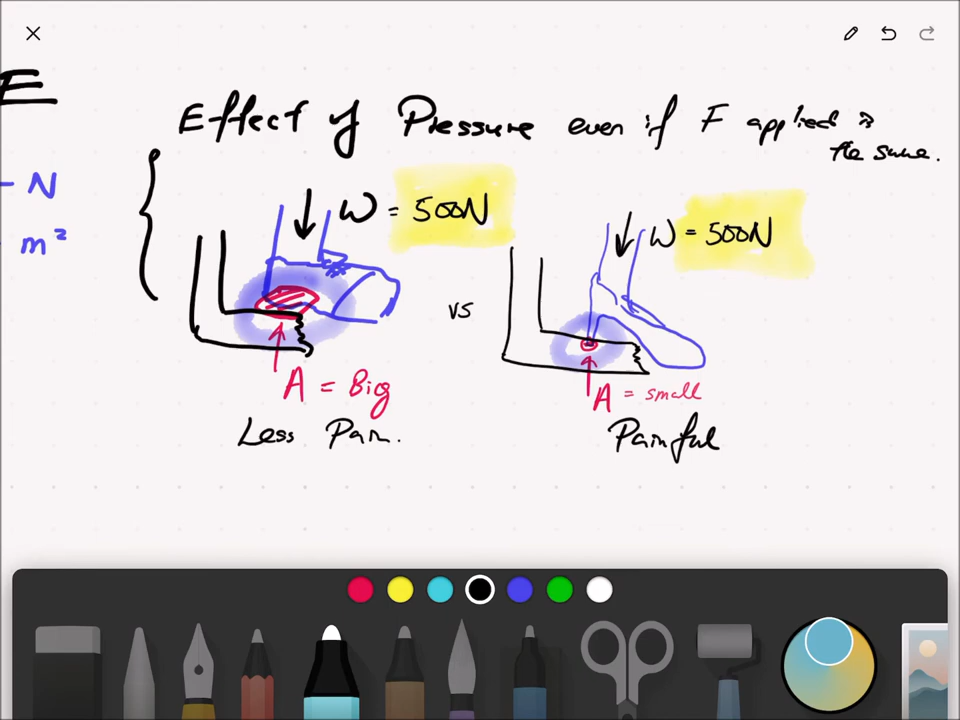 E
Effect of Pressure even if F applied is
the same.
N
m²
W = 500N
W = 500N
vs
A = Big
A = small
Less Pain.
Painful